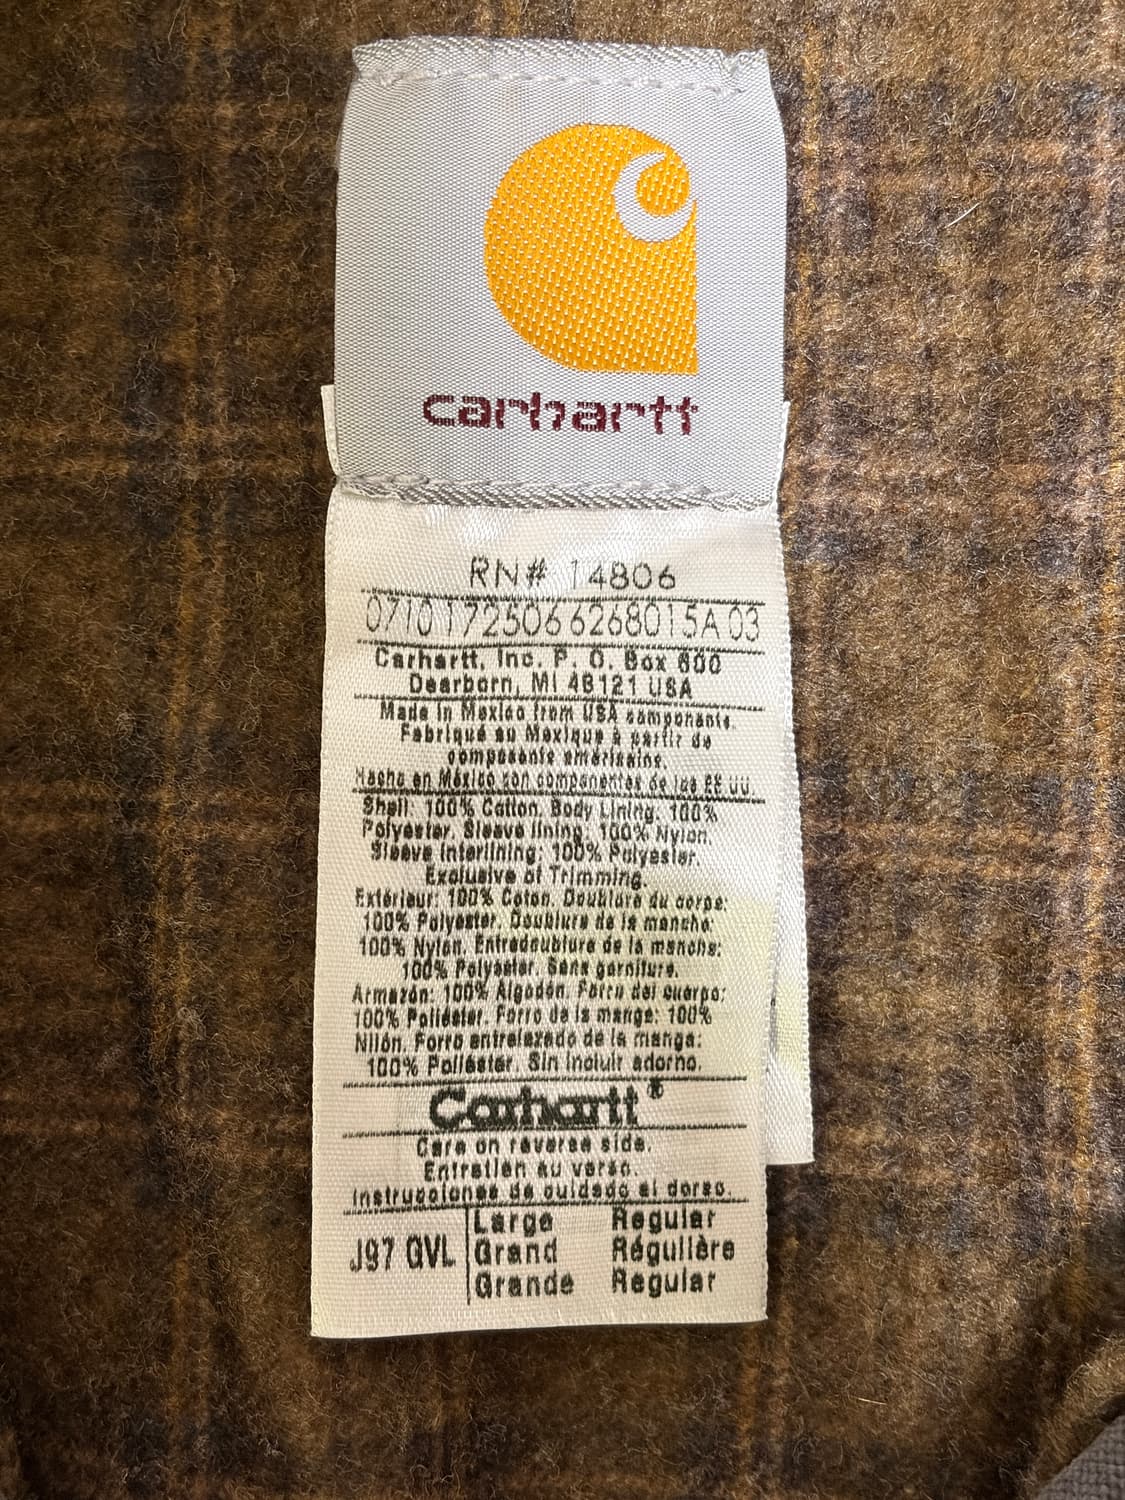 carhartt
RN# 14806
0710 172506 6268015A 03
Carhartt, Inc. P. O. Box 600
Dearborn, MI 48121 USA
Made in Mexico from USA components.
Fabriqué au Mexique à partir de
composants américains.
Hecho en México con componentes de los EE UU.
Shell: 100% Cotton. Body Lining: 100%
Polyester. Sleeve lining: 100% Nylon.
Sleeve Interlining: 100% Polyester.
Exclusive of Trimming.
Extérieur: 100% Coton. Doublure du corps:
100% Polyester. Doublure de la manche:
100% Nylon. Entredoublure de la manche:
100% Polyester. Sans garniture.
Armazón: 100% Algodón. Forro del cuerpo:
100% Poliéster. Forro de la manga: 100%
Nilón. Forro entrelazado de la manga:
100% Poliéster. Sin incluir adorno.
Carhartt®
Care on reverse side.
Entretien au verso.
Instrucciones de cuidado al dorso.
J97 GVL
Large Regular
Grand Régulière
Grande Regular